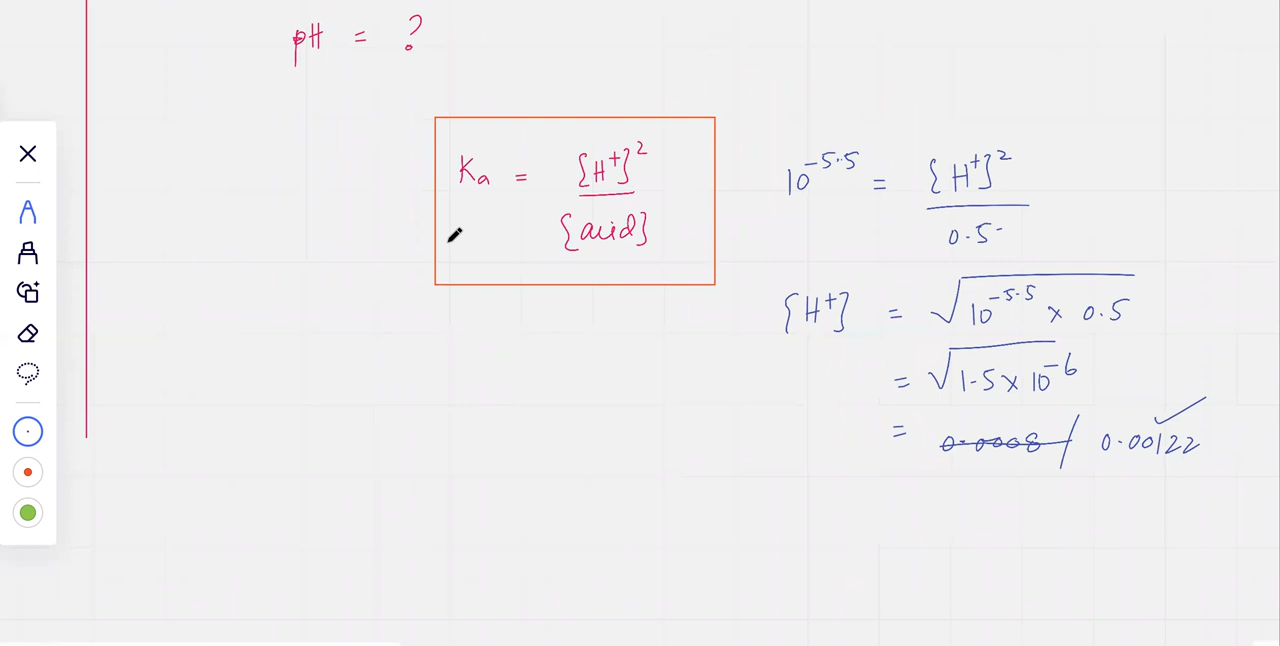 pH = ?
Ka = {H⁺}² / {acid}
10^-5.5 = {H⁺}² / 0.5
{H⁺} = √(10^-5.5 × 0.5)
= √(1.5 × 10^-6)
= 0.0008 / 0.00122 ✓